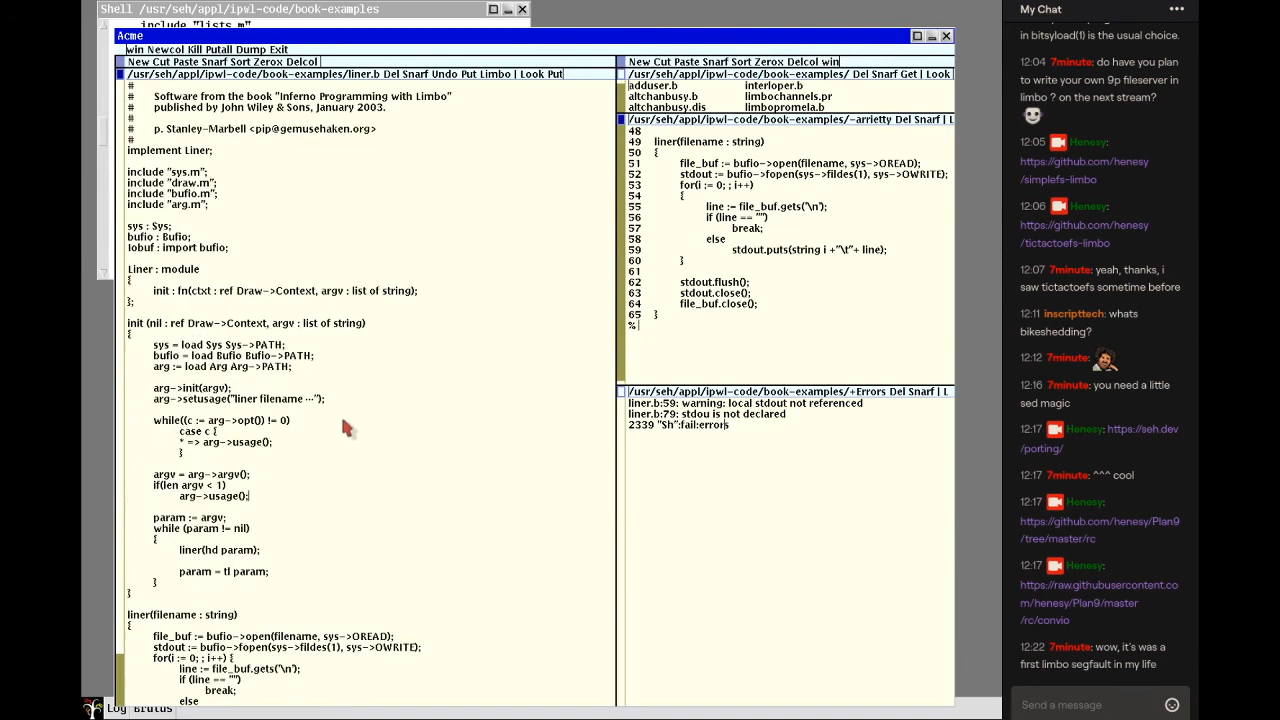 Shell /usr/seh/appl/ipwl-code/book-examples
include "lists.m"
Acme
win Newcol Kill Putall Dump Exit
New Cut Paste Snarf Sort Zerox Delcol
/usr/seh/appl/ipwl-code/book-examples/liner.b Del Snarf Undo Put Limbo | Look Put
#
# Software from the book "Inferno Programming with Limbo"
# published by John Wiley & Sons, January 2003.
#
# p. Stanley-Marbell <pip@gemusehaken.org>
#
implement Liner;
include "sys.m";
include "draw.m";
include "bufio.m";
include "arg.m";
sys : Sys;
bufio : Bufio;
Iobuf : import bufio;
Liner : module
{
init : fn(ctxt : ref Draw->Context, argv : list of string);
};
init (nil : ref Draw->Context, argv : list of string)
{
sys = load Sys Sys->PATH;
bufio = load Bufio Bufio->PATH;
arg := load Arg Arg->PATH;
arg->init(argv);
arg->setusage("liner filename ···");
while((c := arg->opt()) != 0)
case c {
* => arg->usage();
}
argv = arg->argv();
if(len argv < 1)
arg->usage();
param := argv;
while (param != nil)
{
liner(hd param);
param = tl param;
}
}
liner(filename : string)
{
file_buf := bufio->open(filename, sys->OREAD);
stdout := bufio->fopen(sys->fildes(1), sys->OWRITE);
for(i := 0; ; i++) {
line := file_buf.gets('\n');
if (line == "")
break;
else
New Cut Paste Snarf Sort Zerox Delcol win
/usr/seh/appl/ipwl-code/book-examples/ Del Snarf Get | Look
adduser.b interloper.b
altchanbusy.b limbochannels.pr
altchanbusy.dis limbopromela.b
/usr/seh/appl/ipwl-code/book-examples/-arrietty Del Snarf | L
48
49 liner(filename : string)
50 {
51 file_buf := bufio->open(filename, sys->OREAD);
52 stdout := bufio->fopen(sys->fildes(1), sys->OWRITE);
53 for(i := 0; ; i++)
54 {
55 line := file_buf.gets('\n');
56 if (line == "")
57 break;
58 else
59 stdout.puts(string i +"\t"+ line);
60 }
61
62 stdout.flush();
63 stdout.close();
64 file_buf.close();
65 }
%
/usr/seh/appl/ipwl-code/book-examples/+Errors Del Snarf | L
liner.b:59: warning: local stdout not referenced
liner.b:79: stdou is not declared
2339 "Sh":fail:errors
Log Brutus
My Chat
in bitsyload(1) is the usual choice.
12:04 7minute: do have you plan
to write your own 9p fileserver in
limbo ? on the next stream?
12:05 Henesy:
https://github.com/henesy
/simplefs-limbo
12:06 Henesy:
https://github.com/henesy
/tictactoefs-limbo
12:07 7minute: yeah, thanks, i
saw tictactoefs sometime before
12:11 inscripttech: whats
bikeshedding?
12:12 7minute:
12:16 7minute: you need a little
sed magic
12:17 Henesy: https://seh.dev
/porting/
12:17 7minute: ^^^ cool
12:17 Henesy:
https://github.com/henesy/Plan9
/tree/master/rc
12:17 Henesy:
https://raw.githubusercontent.co
m/henesy/Plan9/master
/rc/convio
12:22 7minute: wow, it's was a
first limbo segfault in my life
Send a message